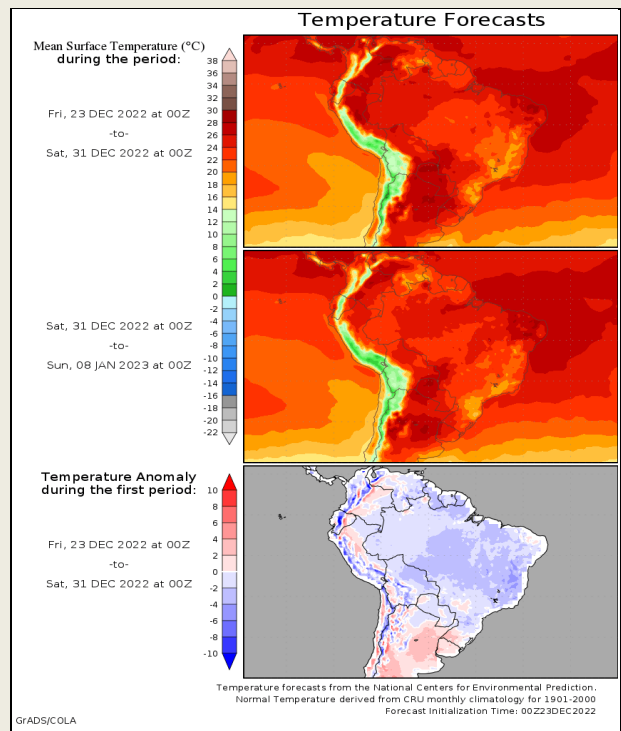 Temperature Forecasts
Mean Surface Temperature (°C)
during the period:
Fri, 23 DEC 2022 at 00Z
-to-
Sat, 31 DEC 2022 at 00Z
38
36
34
32
30
28
26
24
22
20
18
16
14
12
10
8
6
4
2
0
-2
-4
-6
-8
-10
-12
-14
-16
-18
-20
-22
Sat, 31 DEC 2022 at 00Z
-to-
Sun, 08 JAN 2023 at 00Z
Temperature Anomaly
during the first period:
Fri, 23 DEC 2022 at 00Z
-to-
Sat, 31 DEC 2022 at 00Z
10
8
6
4
2
0
-2
-4
-6
-8
-10
Temperature forecasts from the National Centers for Environmental Prediction.
Normal Temperature derived from CRU monthly climatology for 1901-2000
Forecast Initialization Time: 00Z23DEC2022
GrADS/COLA